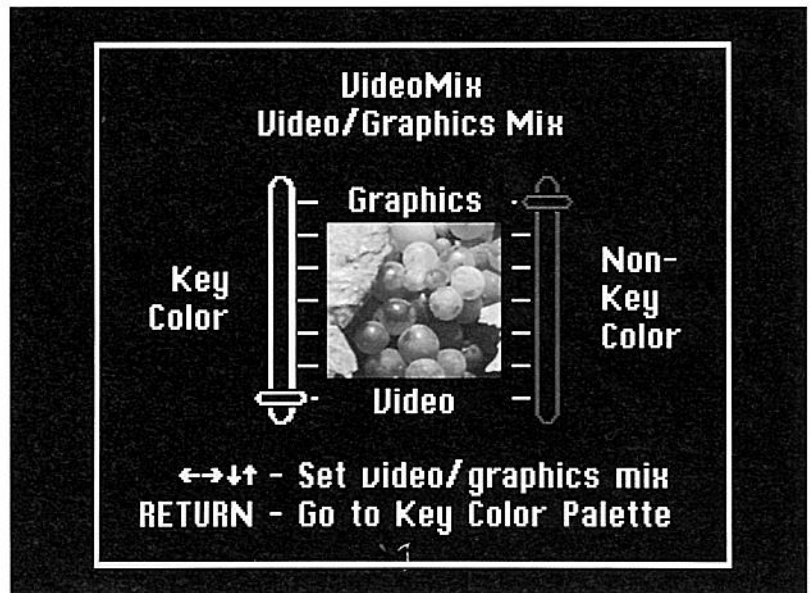 VideoMix
Video/Graphics Mix
Graphics
Key
Color
Non-
Key
Color
Video
←→↓↑ - Set video/graphics mix
RETURN - Go to Key Color Palette